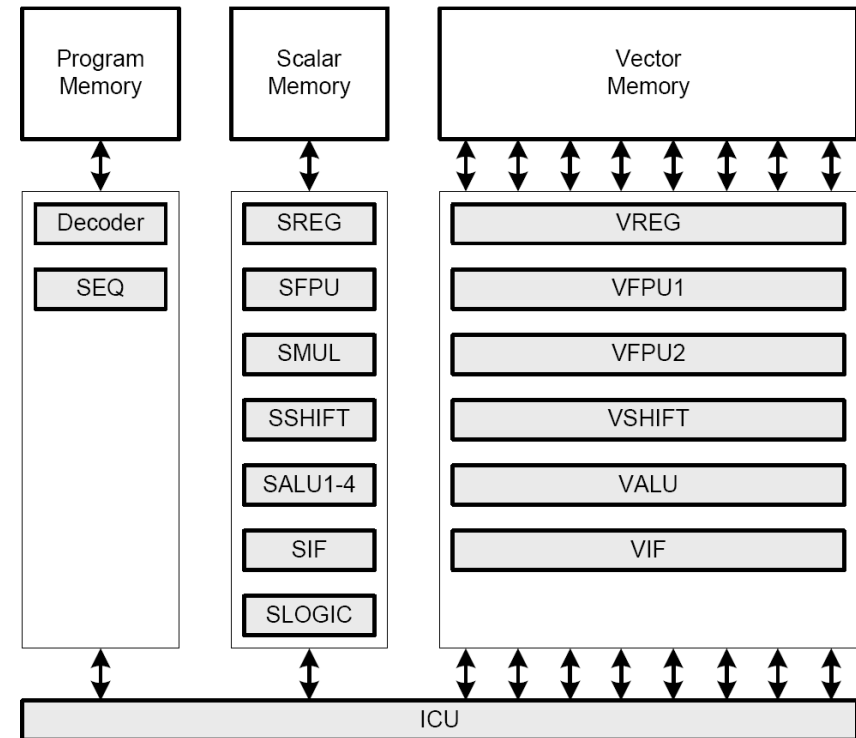 Program
Memory
Scalar
Memory
Vector
Memory
Decoder
SEQ
SREG
SFPU
SMUL
SSHIFT
SALU1-4
SIF
SLOGIC
VREG
VFPU1
VFPU2
VSHIFT
VALU
VIF
ICU